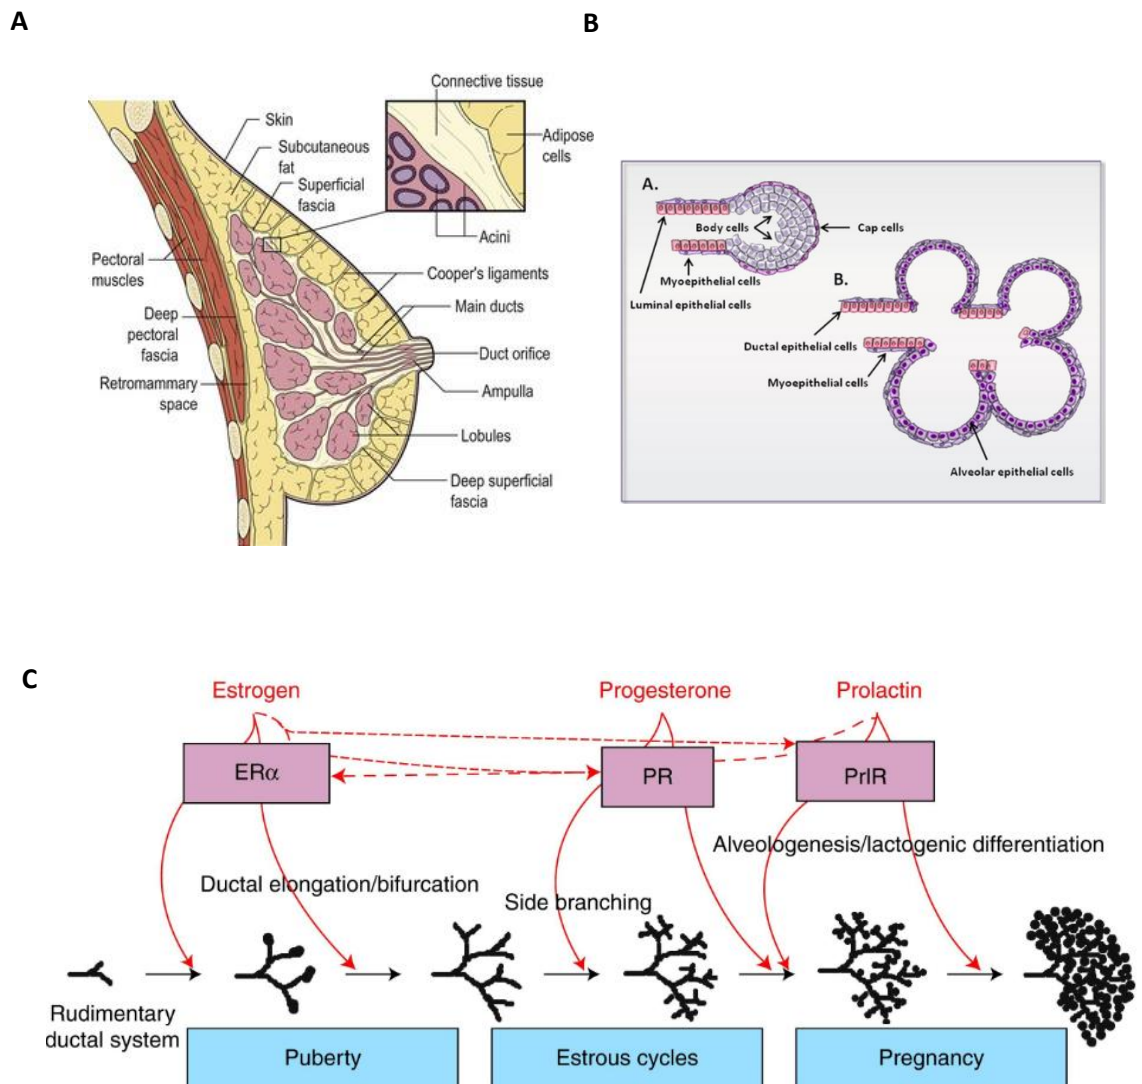 A
B
Connective tissue
Skin
Adipose
cells
Subcutaneous
fat
Superficial
fascia
Acini
Pectoral
muscles
Cooper's ligaments
Main ducts
Deep
pectoral
fascia
Duct orifice
Retromammary
space
Ampulla
Lobules
Deep superficial
fascia
A.
Body cells
Cap cells
Myoepithelial cells
Luminal epithelial cells
B.
Ductal epithelial cells
Myoepithelial cells
Alveolar epithelial cells
C
Estrogen
Progesterone
Prolactin
ERα
PR
PrlR
Alveologenesis/lactogenic differentiation
Ductal elongation/bifurcation
Side branching
Rudimentary
ductal system
Puberty
Estrous cycles
Pregnancy